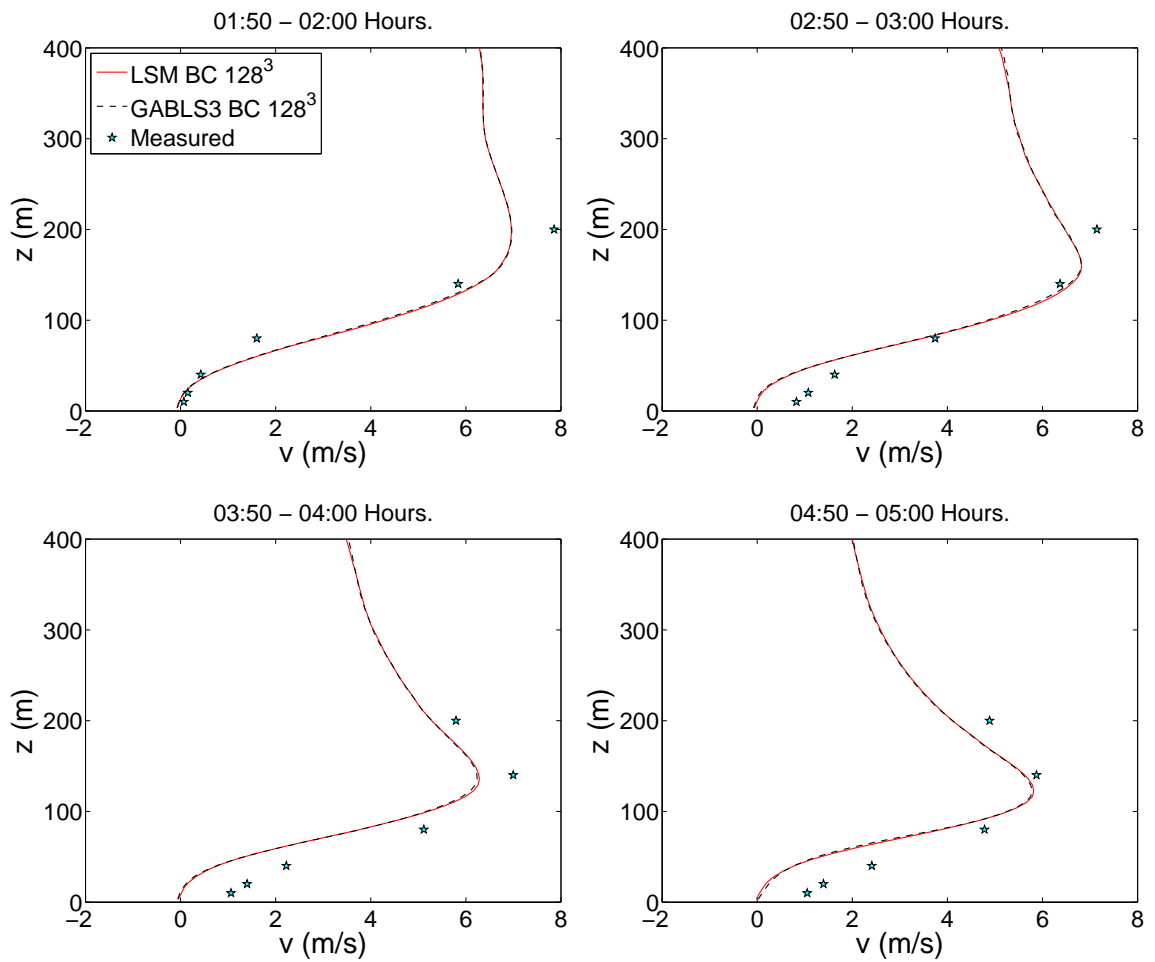 01:50 – 02:00 Hours.
400
300
200
100
0
z (m)
LSM BC 128³
GABLS3 BC 128³
Measured
−2 0 2 4 6 8
v (m/s)
02:50 – 03:00 Hours.
400
300
200
100
0
z (m)
−2 0 2 4 6 8
v (m/s)
03:50 – 04:00 Hours.
400
300
200
100
0
z (m)
−2 0 2 4 6 8
v (m/s)
04:50 – 05:00 Hours.
400
300
200
100
0
z (m)
−2 0 2 4 6 8
v (m/s)